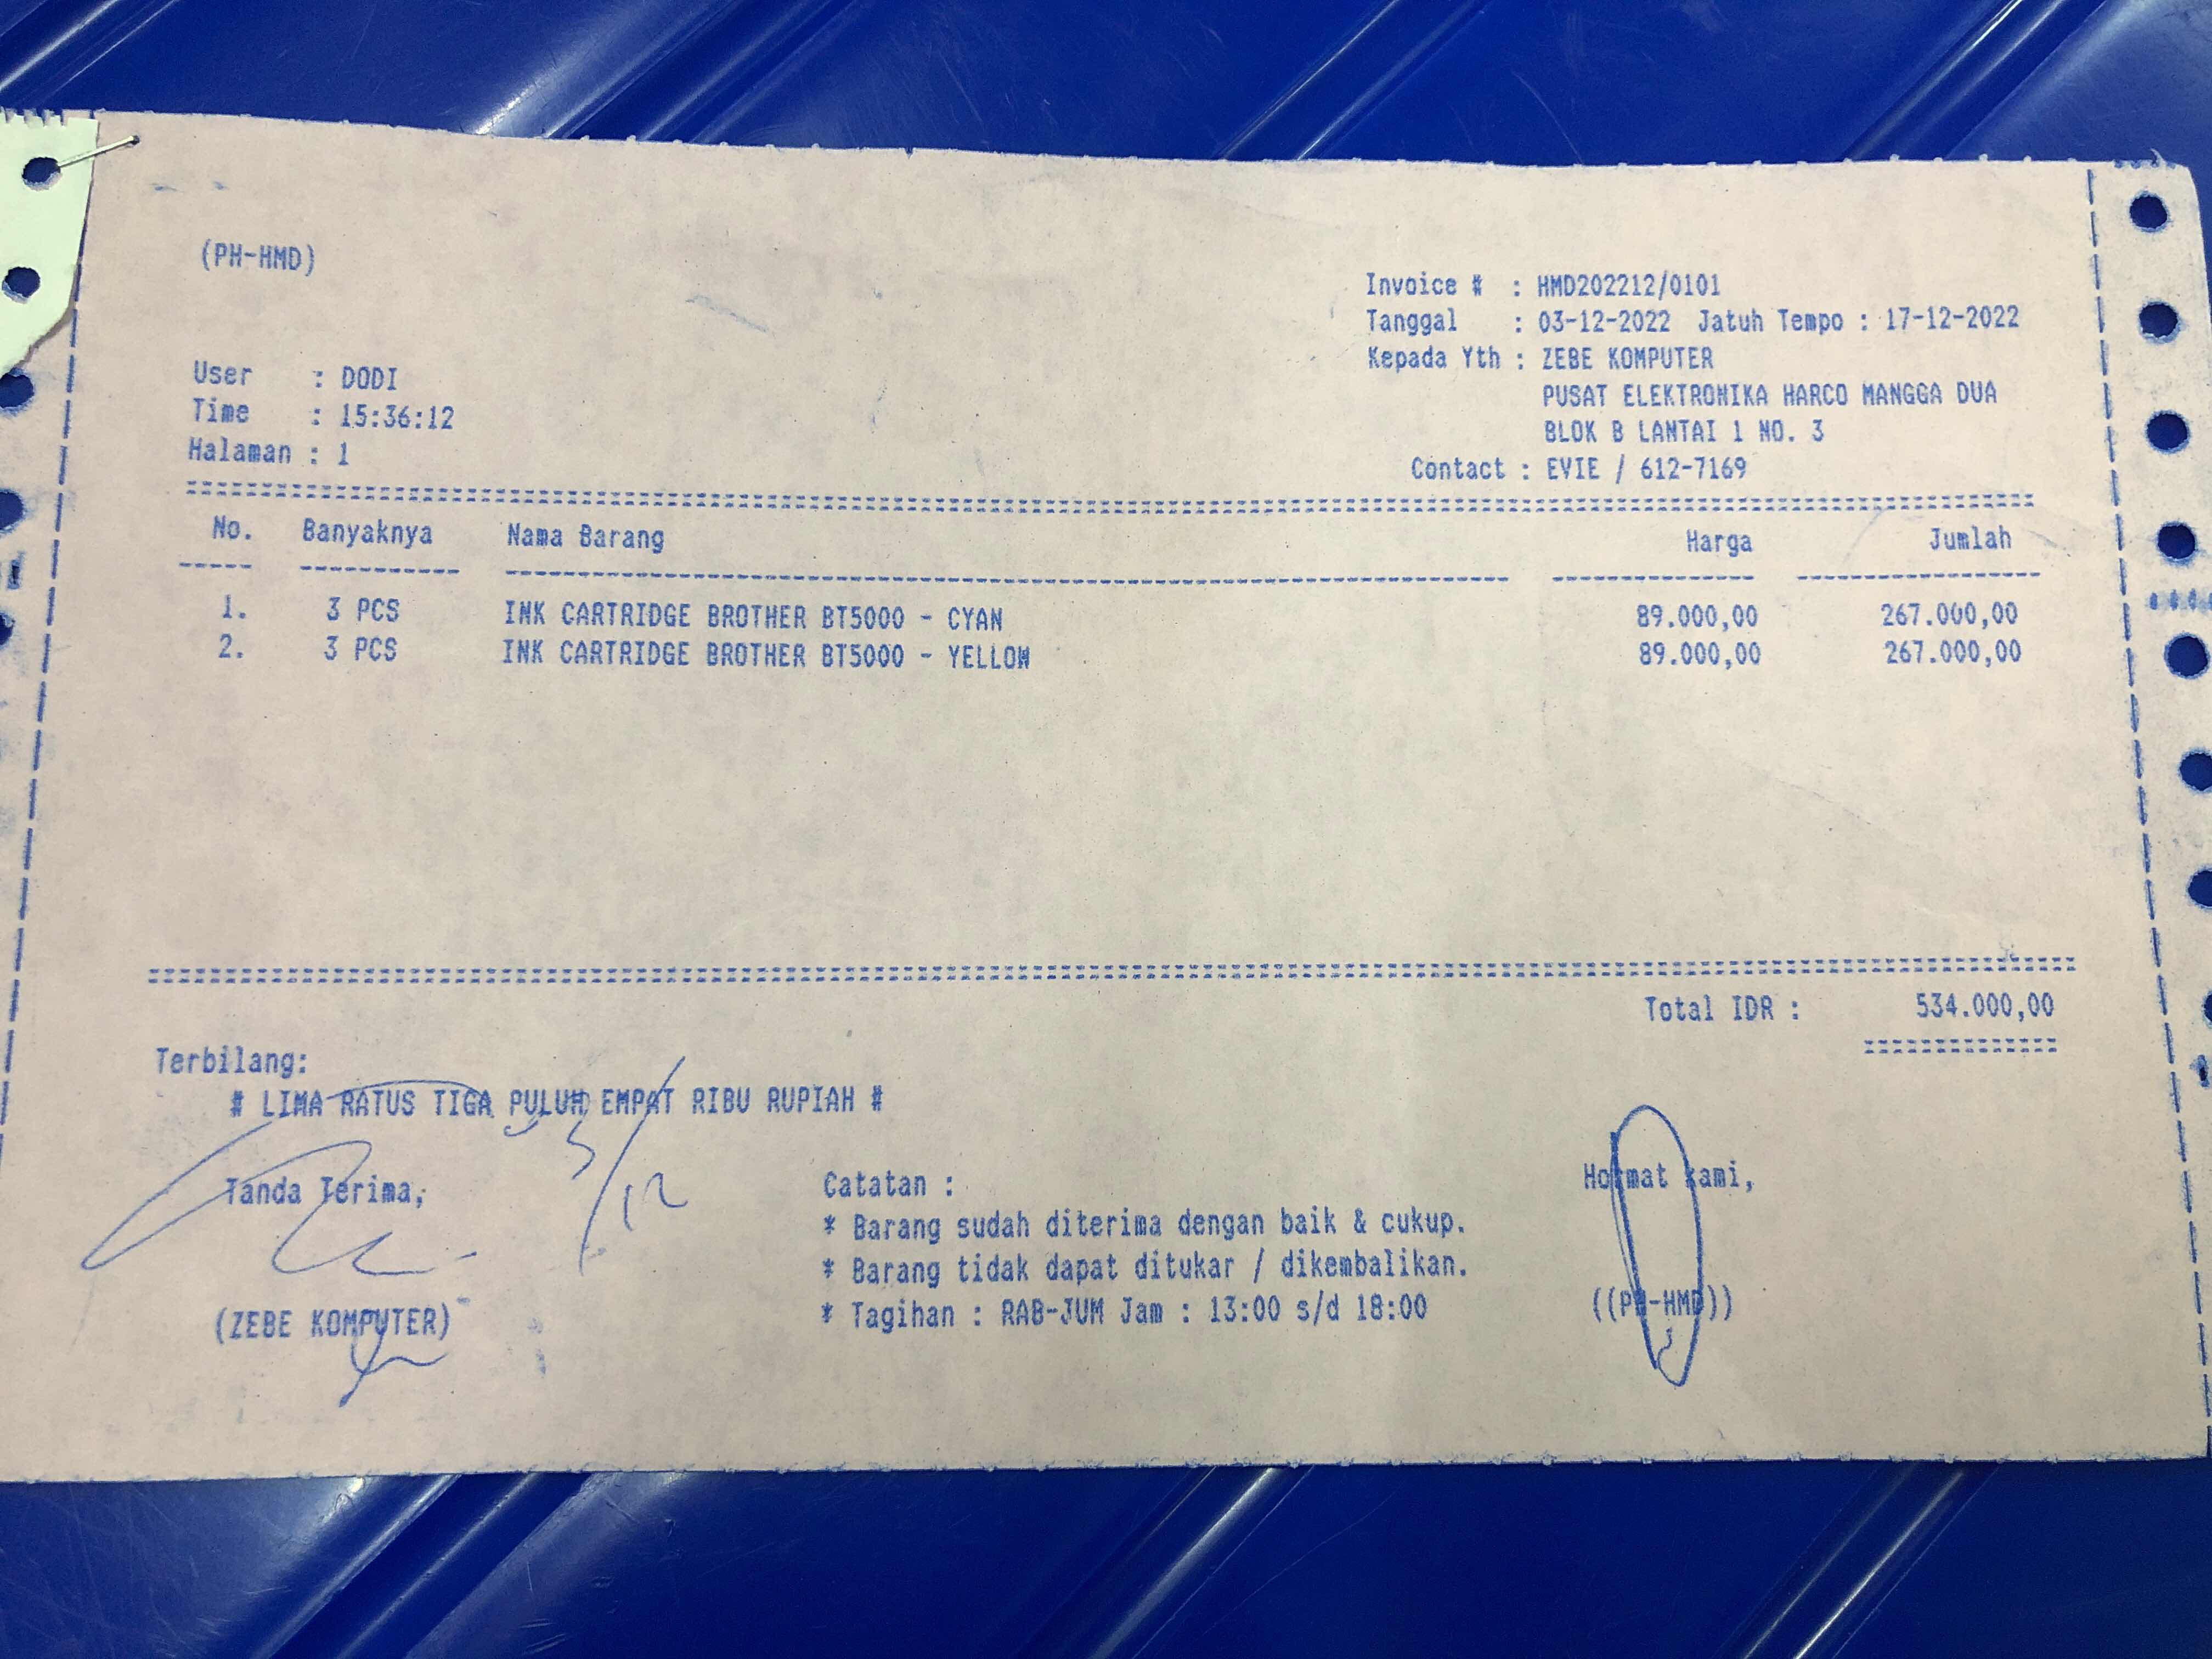 (PH-HMD)
Invoice # : HMD202212/0101
Tanggal : 03-12-2022 Jatuh Tempo : 17-12-2022
Kepada Yth : ZEBE KOMPUTER
PUSAT ELEKTRONIKA HARCO MANGGA DUA
BLOK B LANTAI 1 NO. 3
Contact : EVIE / 612-7169
User : DODI
Time : 15:36:12
Halaman : 1
No. Banyaknya Nama Barang Harga Jumlah
1. 3 PCS INK CARTRIDGE BROTHER BT5000 - CYAN 89.000,00 267.000,00
2. 3 PCS INK CARTRIDGE BROTHER BT5000 - YELLOW 89.000,00 267.000,00
Total IDR : 534.000,00
Terbilang:
# LIMA RATUS TIGA PULUH EMPAT RIBU RUPIAH #
Tanda Terima,
(ZEBE KOMPUTER)
Catatan :
* Barang sudah diterima dengan baik & cukup.
* Barang tidak dapat ditukar / dikembalikan.
* Tagihan : RAB-JUM Jam : 13:00 s/d 18:00
Hormat kami,
((PH-HMD))